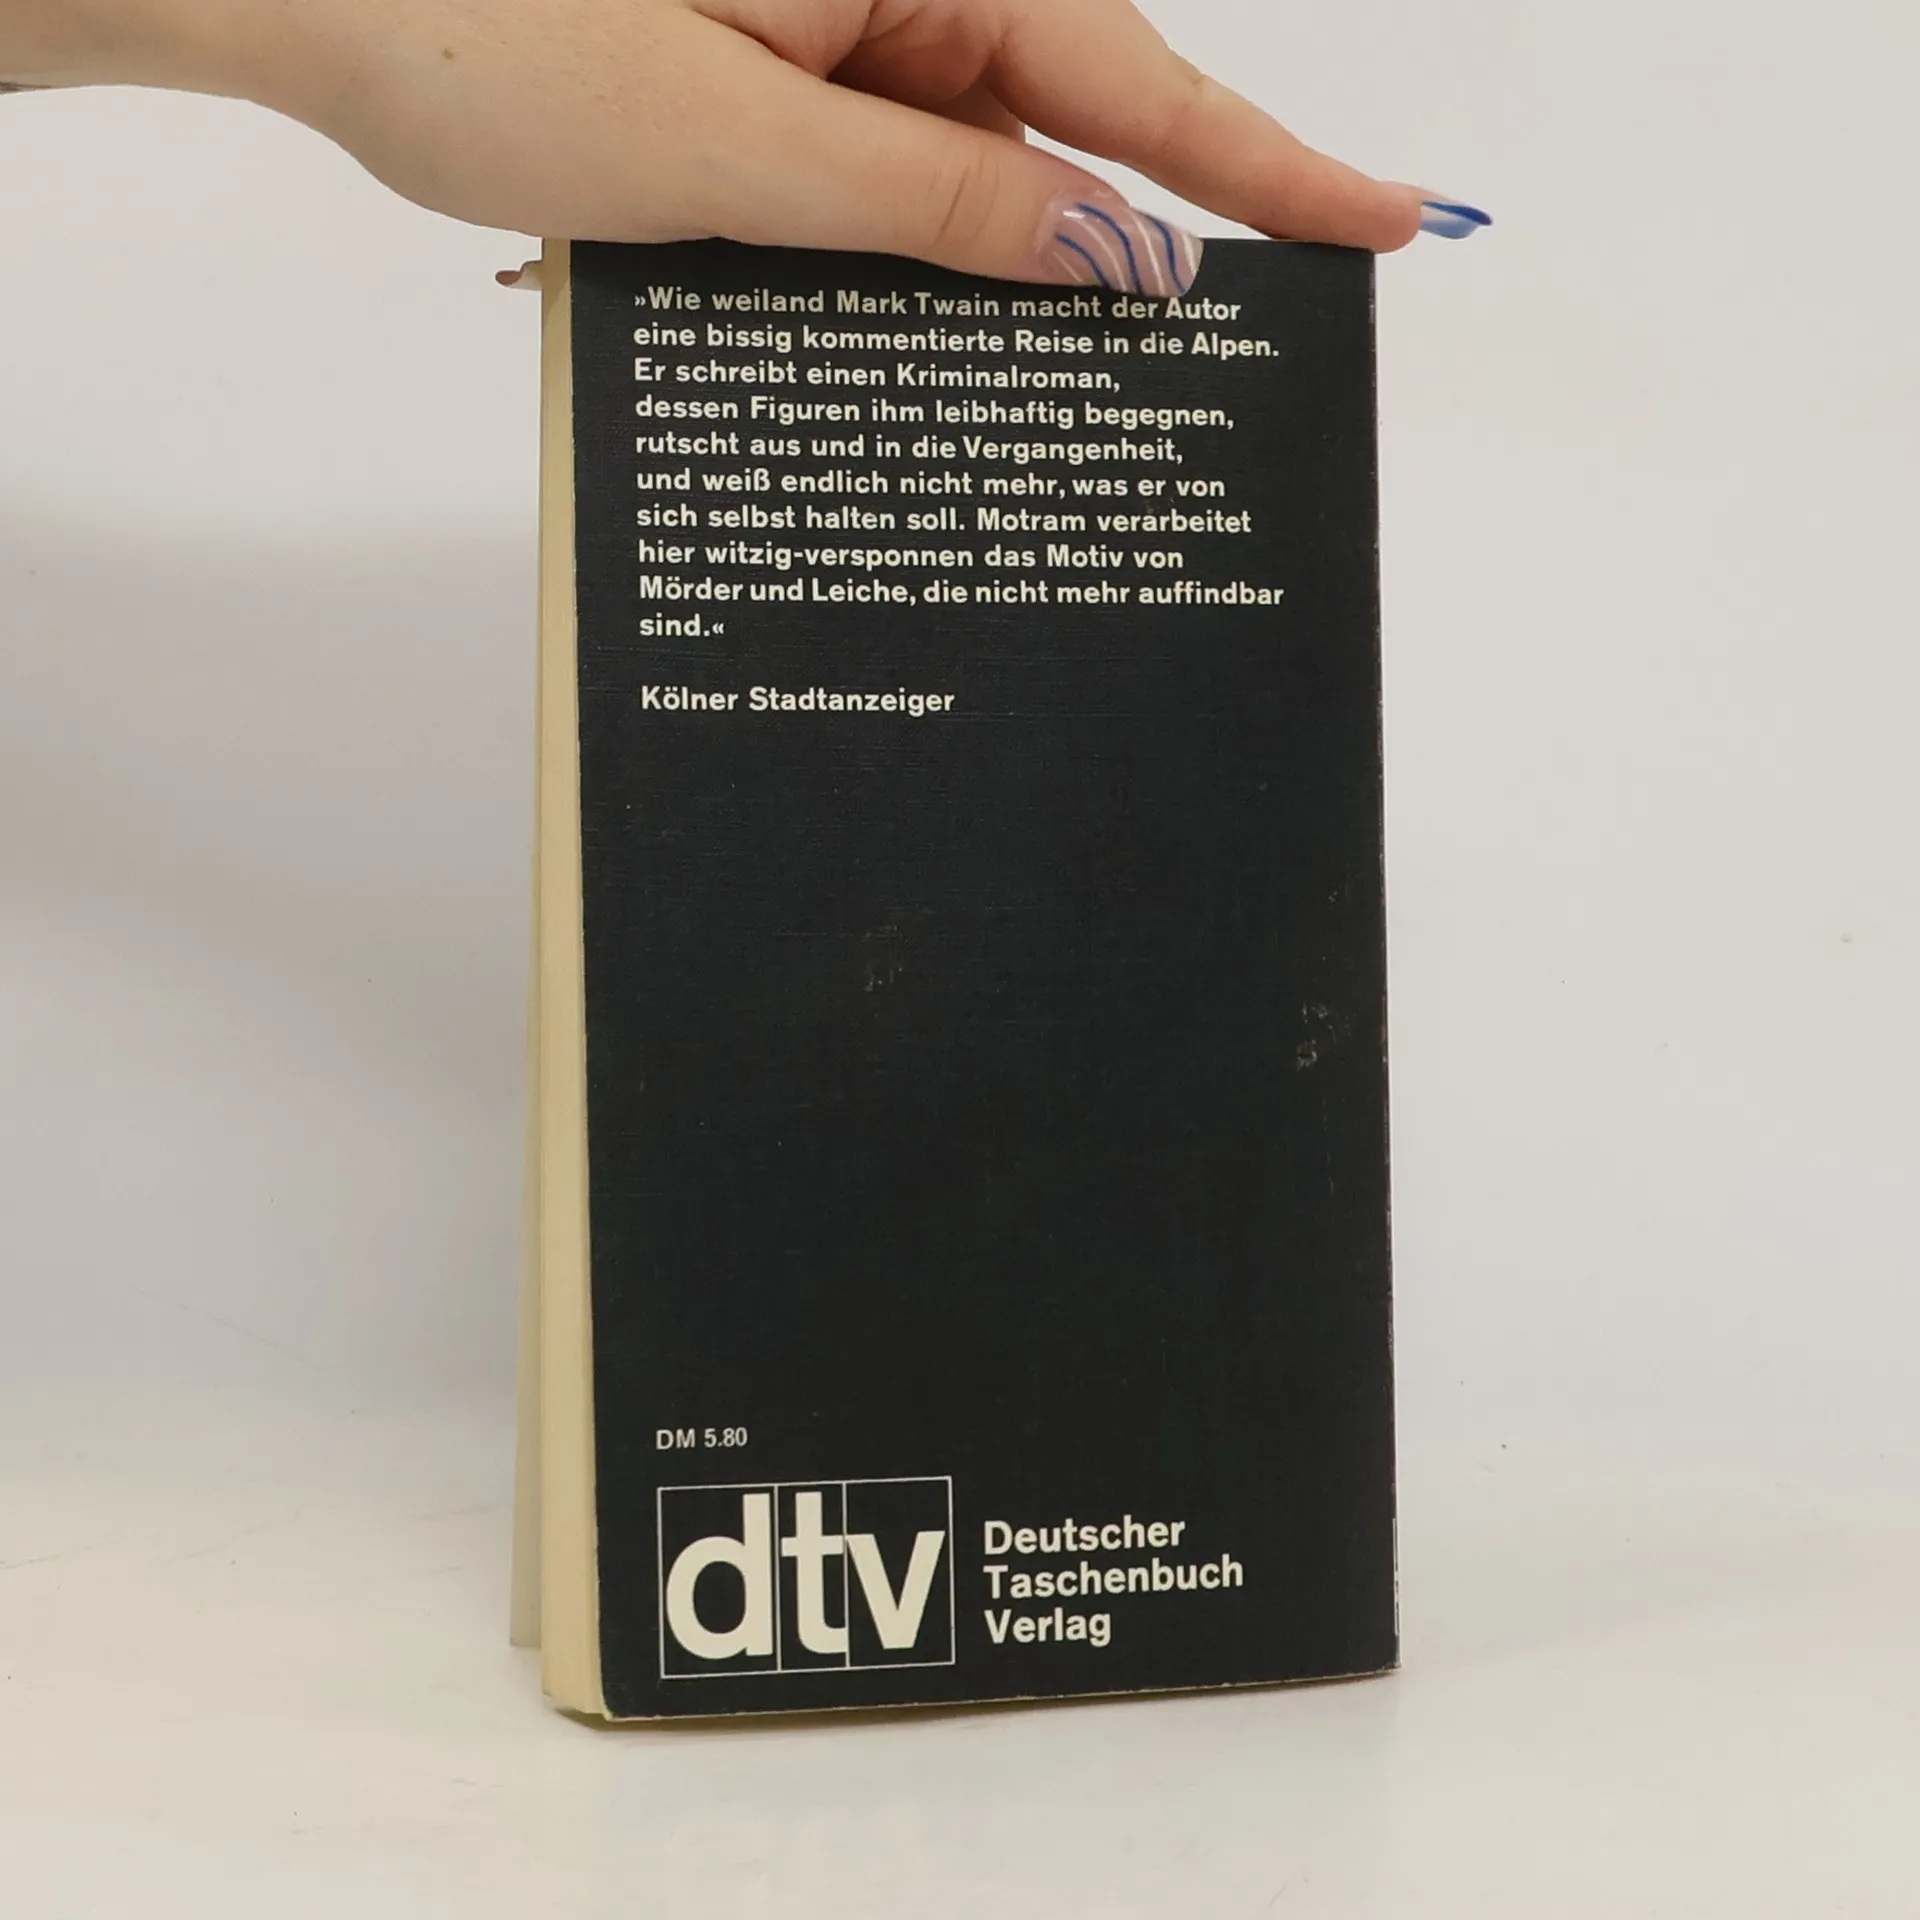 »Wie weiland Mark Twain macht der Autor
eine bissig kommentierte Reise in die Alpen.
Er schreibt einen Kriminalroman,
dessen Figuren ihm leibhaftig begegnen,
rutscht aus und in die Vergangenheit,
und weiß endlich nicht mehr, was er von
sich selbst halten soll. Motram verarbeitet
hier witzig-versponnen das Motiv von
Mörder und Leiche, die nicht mehr auffindbar
sind.«
Kölner Stadtanzeiger
DM 5.80
dtv
Deutscher
Taschenbuch
Verlag